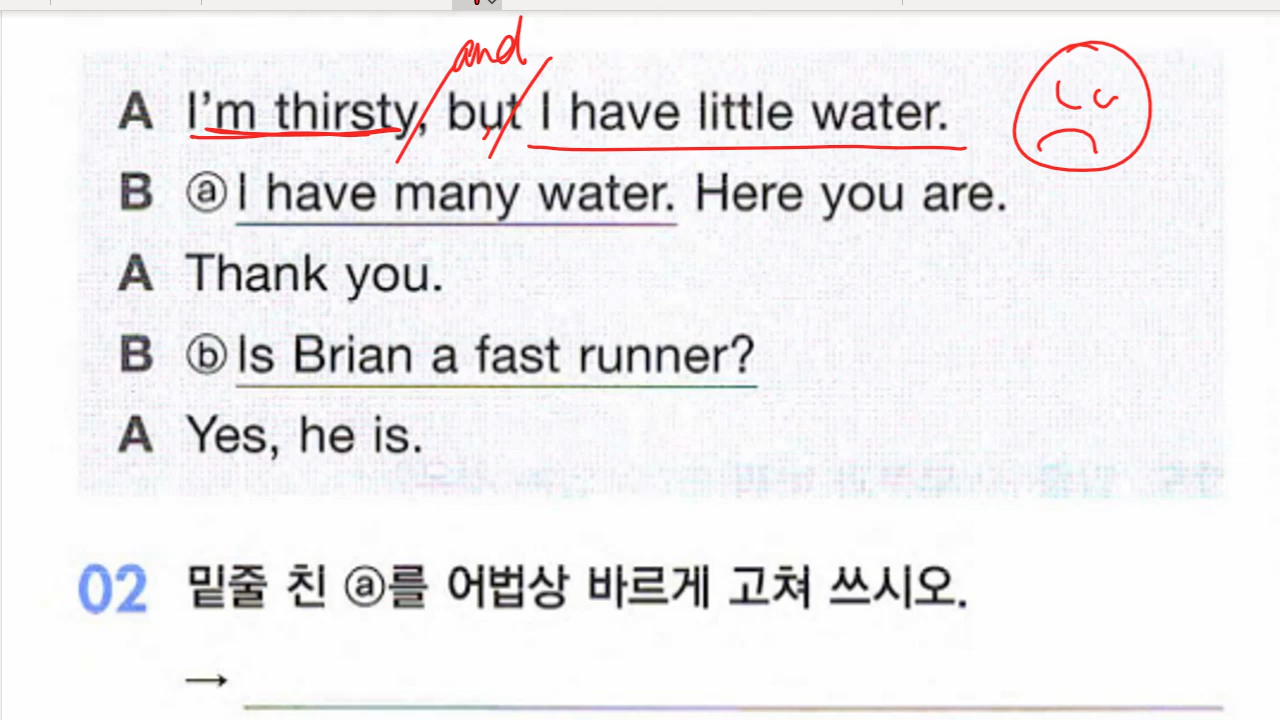 and
A I'm thirsty, but I have little water.
B ⓐ I have many water. Here you are.
A Thank you.
B ⓑ Is Brian a fast runner?
A Yes, he is.
02 밑줄 친 ⓐ를 어법상 바르게 고쳐 쓰시오.
→